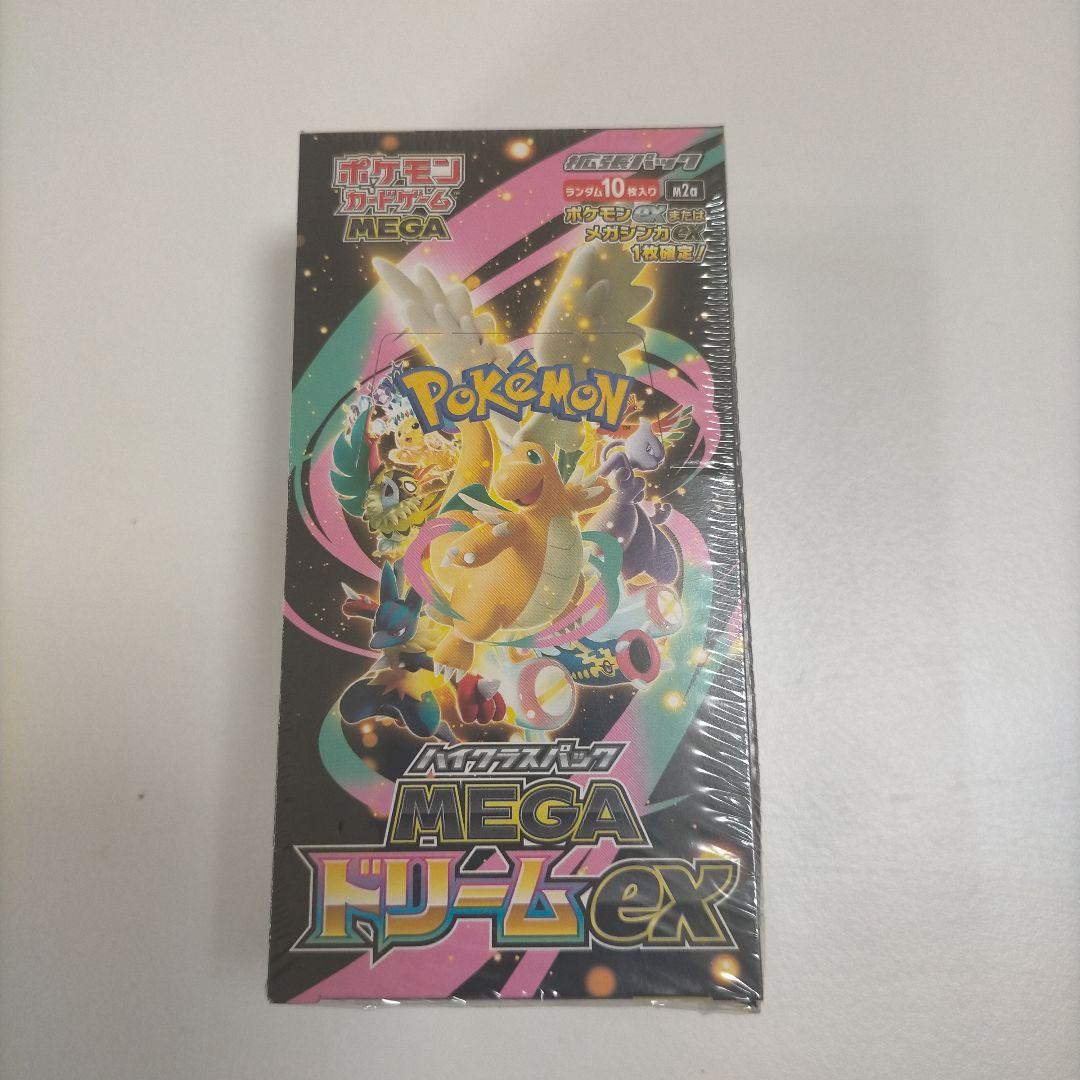 ポケモン
カードゲーム
MEGA
拡張パック
ランダム10枚入り M2a
ポケモンexまたは
メガシンカex
1枚確定!
POKéMON
TM
ハイクラスパック
MEGA
ドリームex